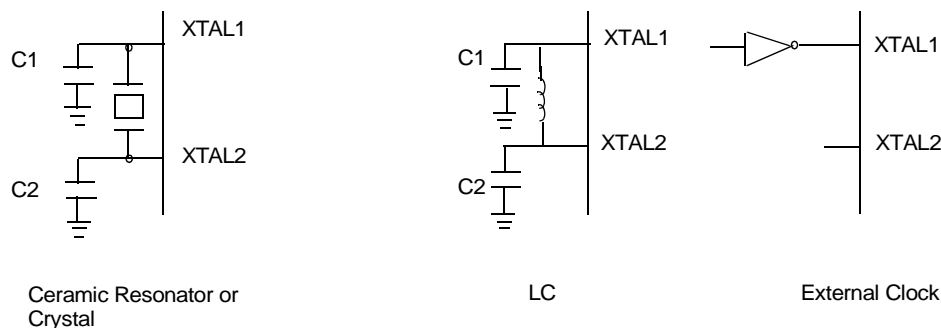 XTAL1
C1
XTAL2
C2
Ceramic Resonator or
Crystal
XTAL1
C1
XTAL2
C2
LC
XTAL1
XTAL2
External Clock